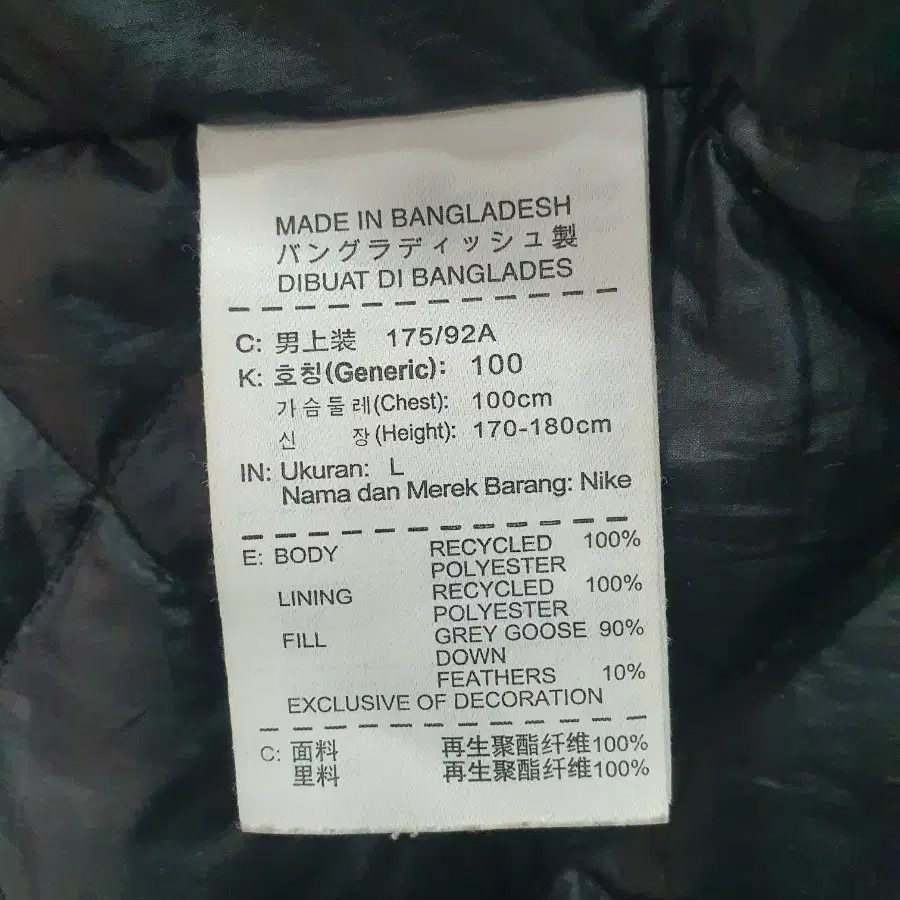 MADE IN BANGLADESH
バングラディッシュ製
DIBUAT DI BANGLADES
C: 男上装 175/92A
K: 호칭(Generic): 100
가슴둘레(Chest): 100cm
신 장(Height): 170-180cm
IN: Ukuran: L
Nama dan Merek Barang: Nike
E: BODY RECYCLED 100%
POLYESTER
LINING RECYCLED 100%
POLYESTER
FILL GREY GOOSE 90%
DOWN
FEATHERS 10%
EXCLUSIVE OF DECORATION
C: 面料 再生聚酯纤维100%
里料 再生聚酯纤维100%